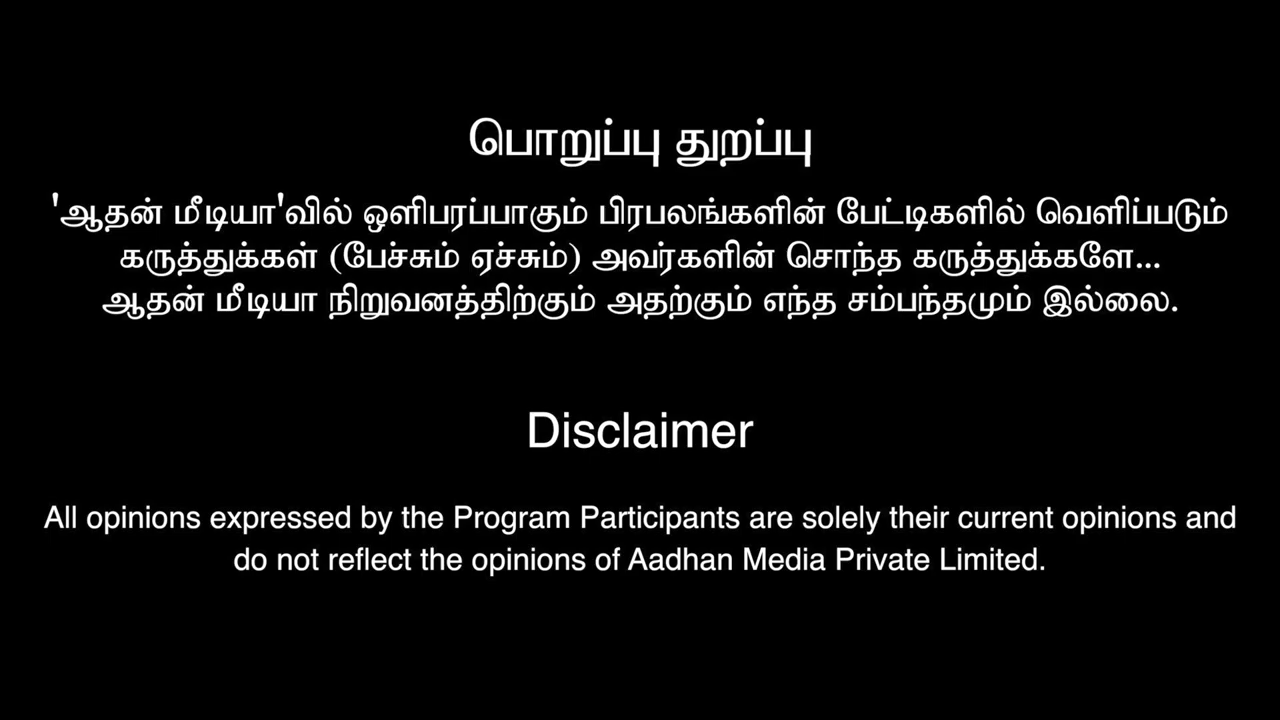 பொறுப்பு துறப்பு
'ஆதன் மீடியா'வில் ஒளிபரப்பாகும் பிரபலங்களின் பேட்டிகளில் வெளிப்படும்
கருத்துக்கள் (பேச்சும் ஏச்சும்) அவர்களின் சொந்த கருத்துக்களே...
ஆதன் மீடியா நிறுவனத்திற்கும் அதற்கும் எந்த சம்பந்தமும் இல்லை.
Disclaimer
All opinions expressed by the Program Participants are solely their current opinions and
do not reflect the opinions of Aadhan Media Private Limited.